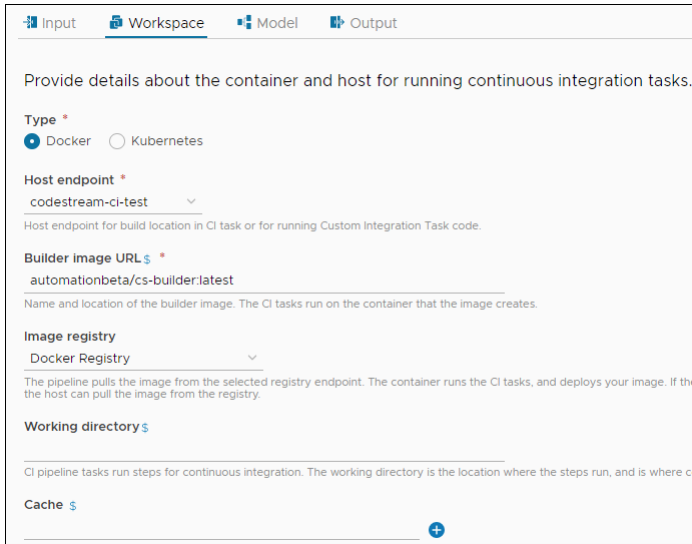 Input Workspace Model Output
Provide details about the container and host for running continuous integration tasks.
Type *
Docker Kubernetes
Host endpoint *
codestream-ci-test
Host endpoint for build location in CI task or for running Custom Integration Task code.
Builder image URL $ *
automationbeta/cs-builder:latest
Name and location of the builder image. The CI tasks run on the container that the image creates.
Image registry
Docker Registry
The pipeline pulls the image from the selected registry endpoint. The container runs the CI tasks, and deploys your image. If the
the host can pull the image from the registry.
Working directory $
CI pipeline tasks run steps for continuous integration. The working directory is the location where the steps run, and is where c
Cache $